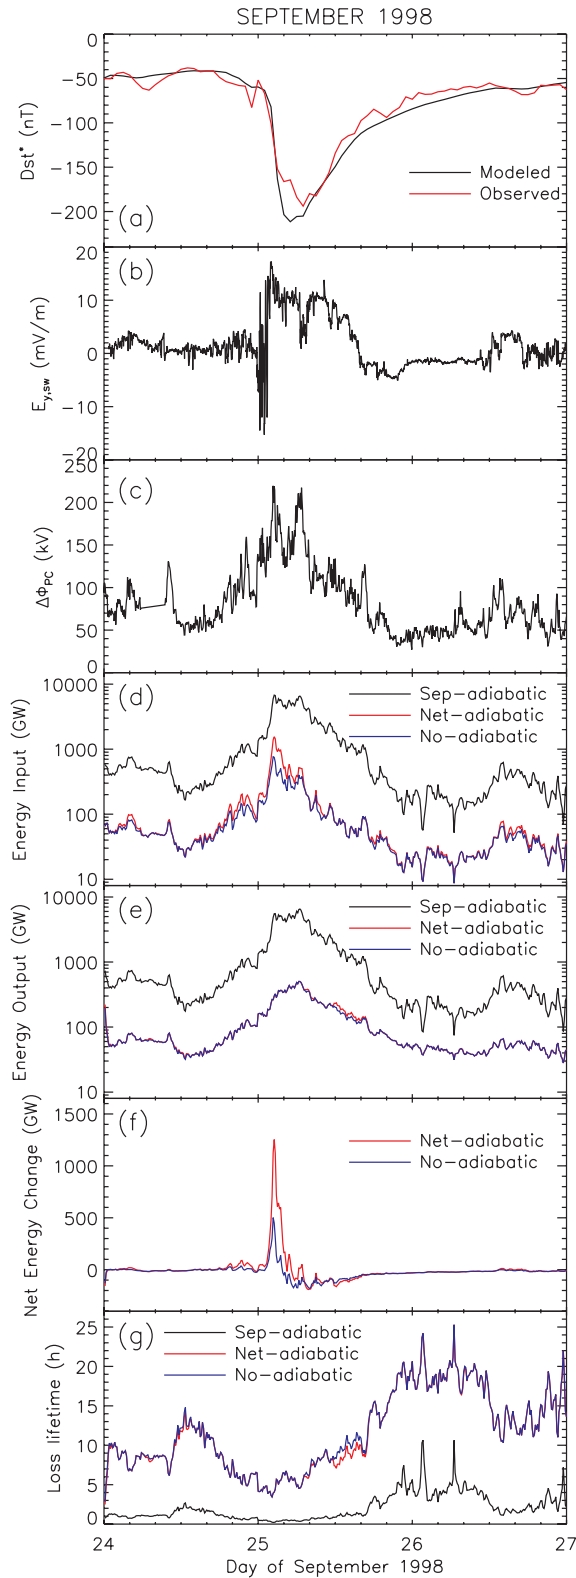 SEPTEMBER 1998
0
−50
−100
−150
−200
Dst* (nT)
(a)
Modeled
Observed
20
10
0
−10
−20
E_y,sw (mV/m)
(b)
250
200
150
100
50
0
ΔΦ_PC (kV)
(c)
10000
1000
100
10
Energy Input (GW)
(d)
Sep−adiabatic
Net−adiabatic
No−adiabatic
10000
1000
100
10
Energy Output (GW)
(e)
Sep−adiabatic
Net−adiabatic
No−adiabatic
1500
1000
500
0
Net Energy Change (GW)
(f)
Net−adiabatic
No−adiabatic
25
20
15
10
5
0
Loss lifetime (h)
(g)
Sep−adiabatic
Net−adiabatic
No−adiabatic
24 25 26 27
Day of September 1998